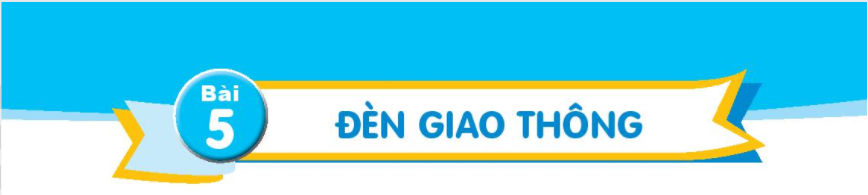 Bài
5
ĐÈN GIAO THÔNG